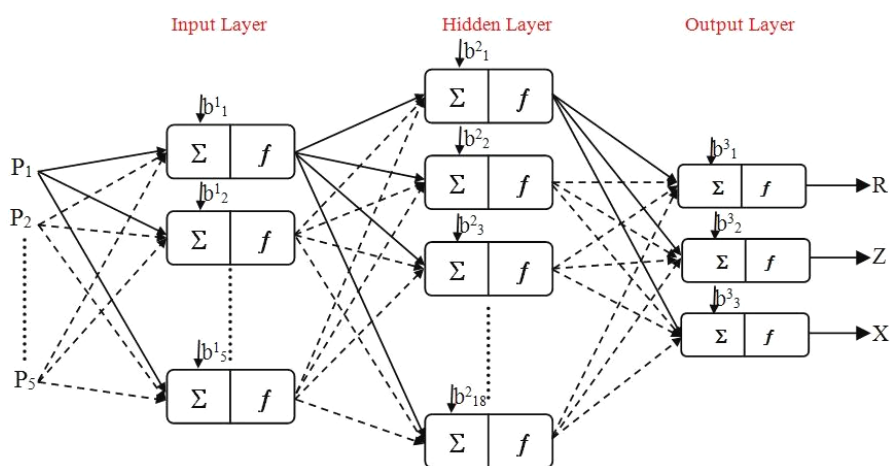 Input Layer
Hidden Layer
Output Layer
b²₁
Σ f
b¹₁
Σ f
b²₂
Σ f
b³₁
Σ f
P₁
R
b¹₂
Σ f
P₂
b²₃
Σ f
b³₂
Σ f
Z
b³₃
Σ f
X
b¹₅
Σ f
P₅
b²₁₈
Σ f